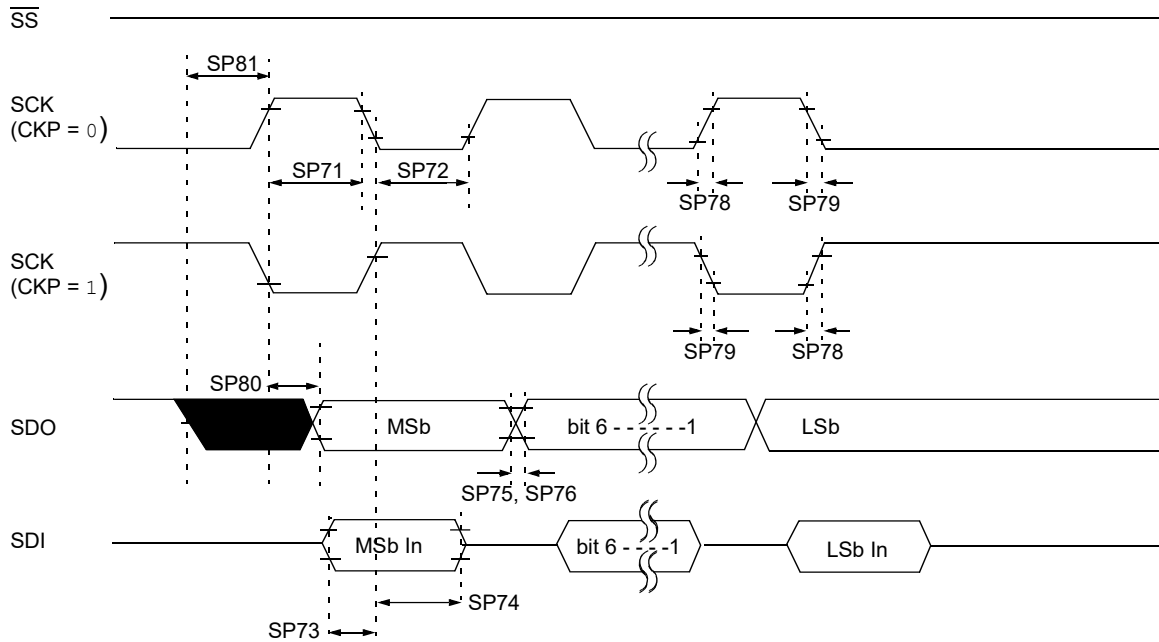 SS
SP81
SCK
(CKP = 0)
SP71
SP72
SP78
SP79
SCK
(CKP = 1)
SP79
SP78
SP80
SDO
MSb
bit 6 - - - - - -1
LSb
SP75, SP76
SDI
MSb In
bit 6 - - - - -1
LSb In
SP74
SP73